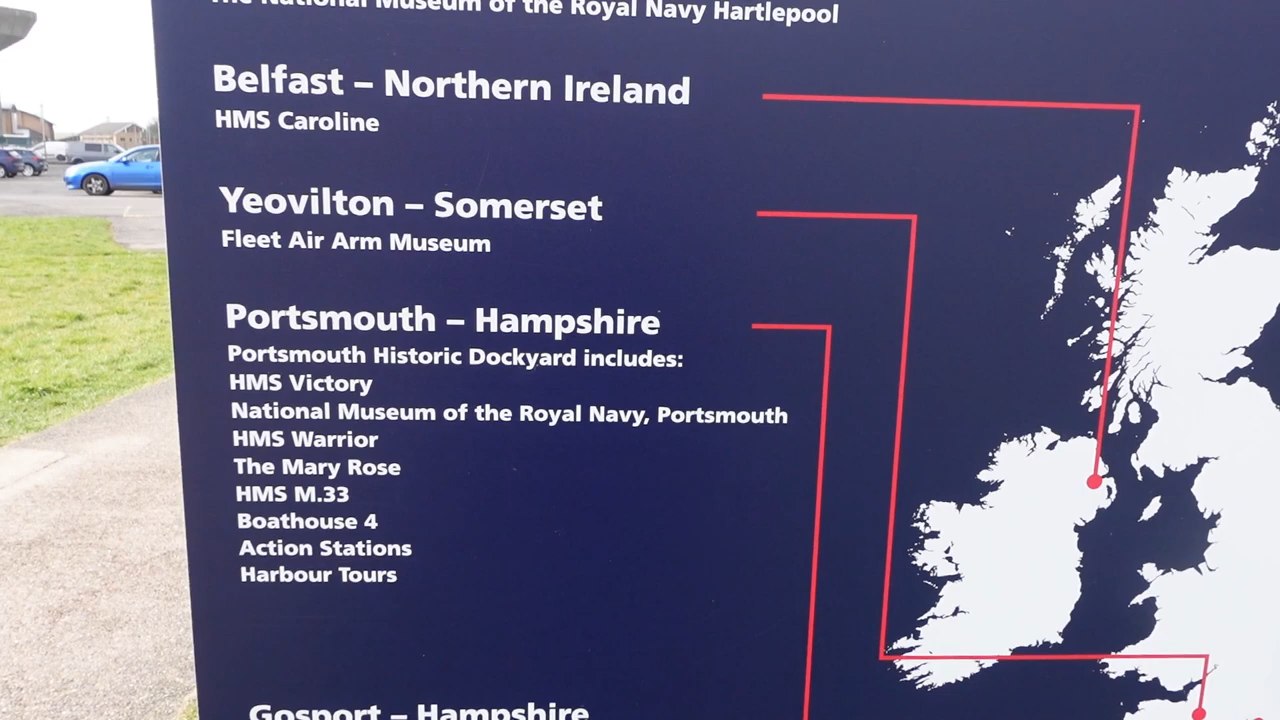 The National Museum of the Royal Navy Hartlepool
Belfast – Northern Ireland
HMS Caroline
Yeovilton – Somerset
Fleet Air Arm Museum
Portsmouth – Hampshire
Portsmouth Historic Dockyard includes:
HMS Victory
National Museum of the Royal Navy, Portsmouth
HMS Warrior
The Mary Rose
HMS M.33
Boathouse 4
Action Stations
Harbour Tours
Gosport – Hampshire